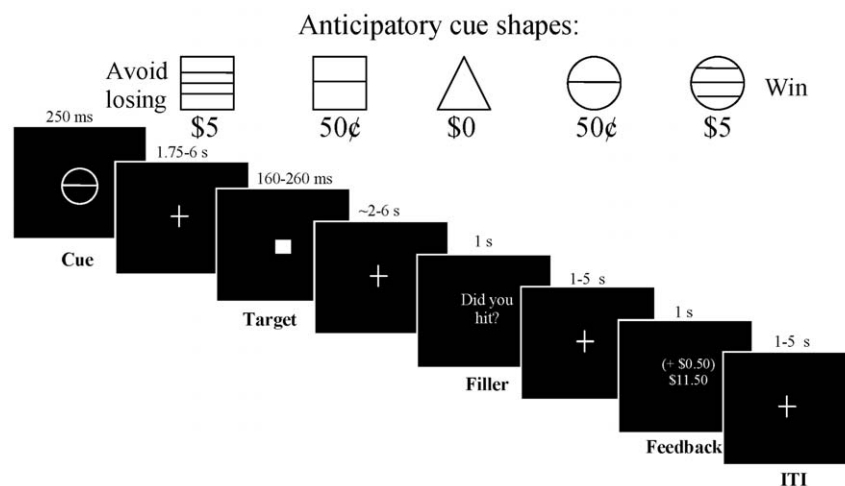 Anticipatory cue shapes:
Avoid
losing
$5
50¢
$0
50¢
$5
Win
250 ms
Cue
1.75-6 s
160-260 ms
Target
~2-6 s
1 s
Did you
hit?
Filler
1-5 s
1 s
(+ $0.50)
$11.50
Feedback
1-5 s
ITI